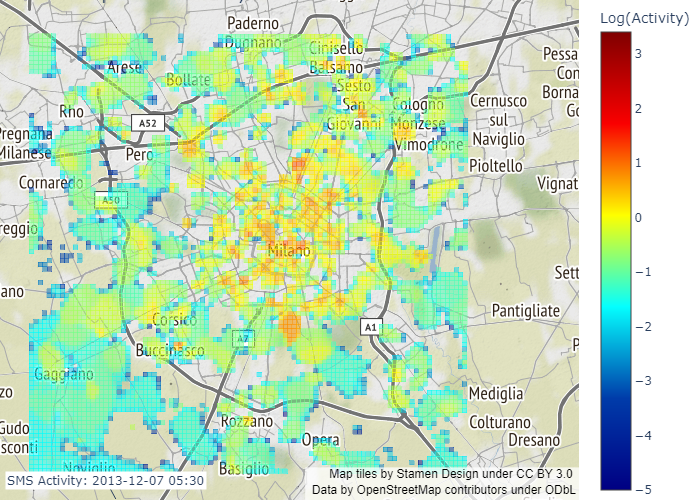 Log(Activity)
3
2
1
0
−1
−2
−3
−4
−5
Paderno
Dugnano
Cinisello
Balsamo
Arese
Bollate
Sesto
San
Giovanni
Cologno
Monzese
Vimodrone
Cernusco
sul
Naviglio
Pessa
Con
Borna
Go
Rho
A52
Pregnana
Milanese
Pero
Pioltello
Cornaredo
A50
Vignat
reggio
Milano
Sett
ano
Pantigliate
Corsico
A7
A1
Buccinasco
P
Gaggiano
zo
Mediglia
Rozzano
Colturano
Gudo
sconti
Opera
Dresano
Noviglio
Basiglio
SMS Activity: 2013-12-07 05:30
Map tiles by Stamen Design under CC BY 3.0
Data by OpenStreetMap contributors under ODbL